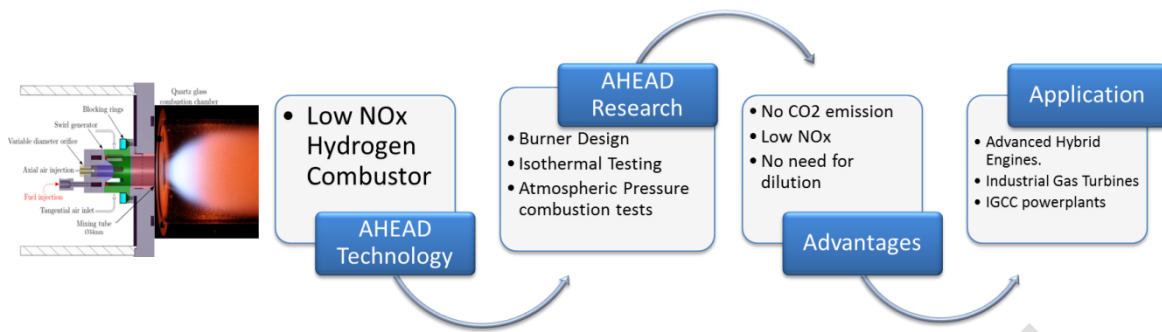 Quartz glass
combustion chamber
Blocking rings
Swirl generator
Variable diameter orifice
Axial air injection
Fuel injection
Tangential air inlet
Mixing tube
• Low NOx
Hydrogen
Combustor
AHEAD
Technology
AHEAD
Research
• Burner Design
• Isothermal Testing
• Atmospheric Pressure
combustion tests
• No CO2 emission
• Low NOx
• No need for
dilution
Advantages
Application
• Advanced Hybrid
Engines.
• Industrial Gas Turbines
• IGCC powerplants